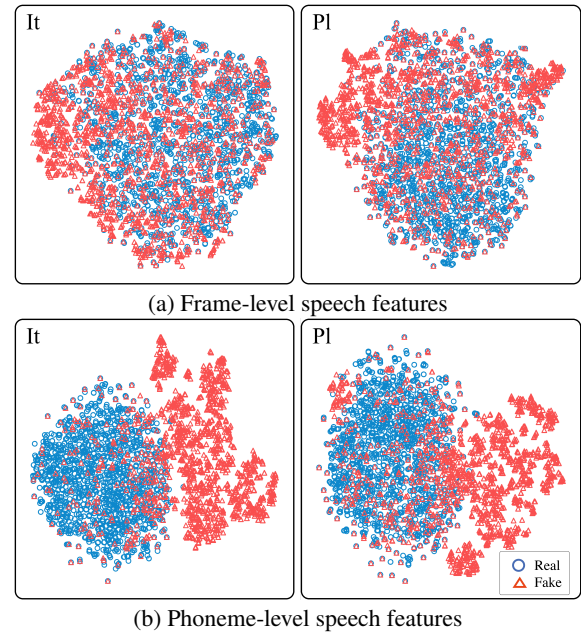 It
Pl
(a) Frame-level speech features
It
Pl
Real
Fake
(b) Phoneme-level speech features